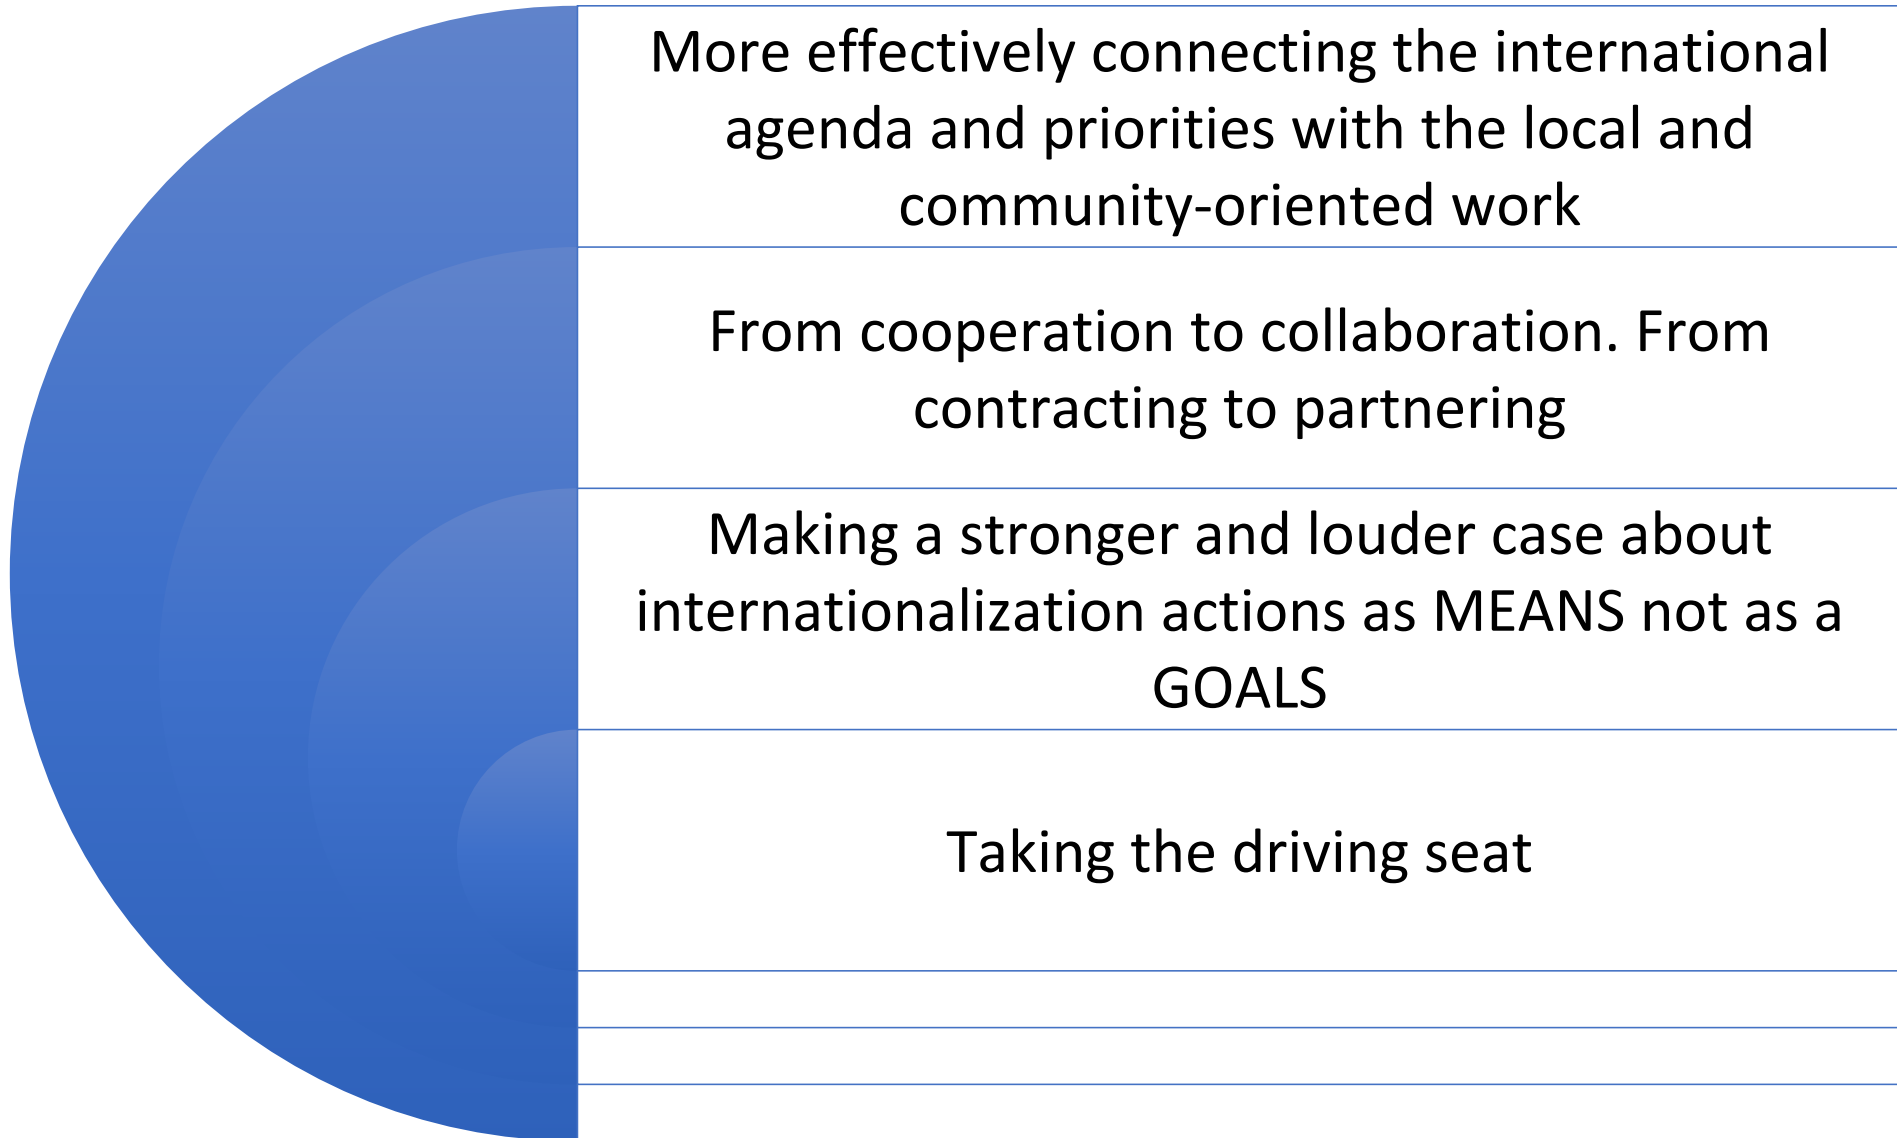 More effectively connecting the international
agenda and priorities with the local and
community-oriented work
From cooperation to collaboration. From
contracting to partnering
Making a stronger and louder case about
internationalization actions as MEANS not as a
GOALS
Taking the driving seat